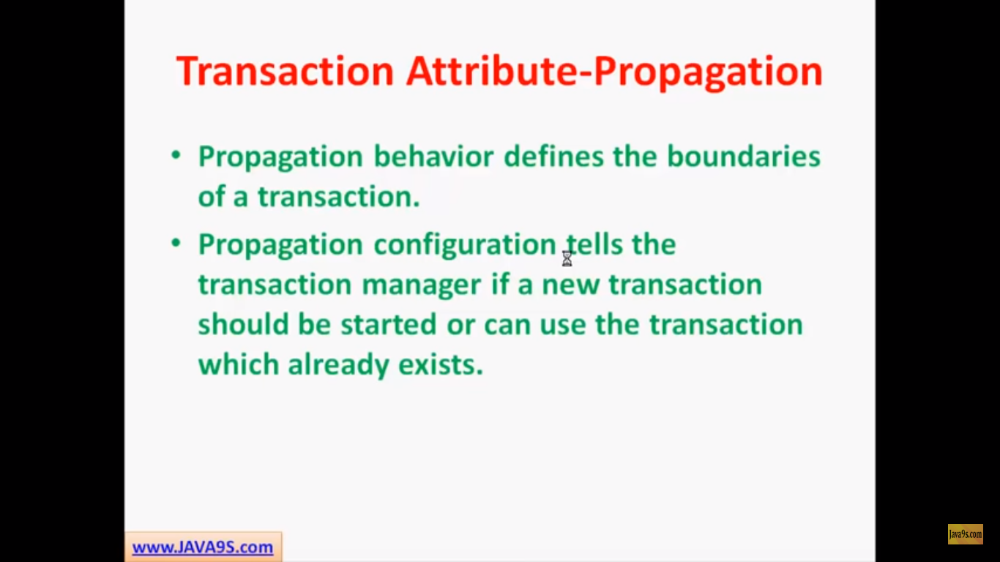 Transaction Attribute-Propagation
• Propagation behavior defines the boundaries
of a transaction.
• Propagation configuration tells the
transaction manager if a new transaction
should be started or can use the transaction
which already exists.
www.JAVA9S.com
Java9s.com